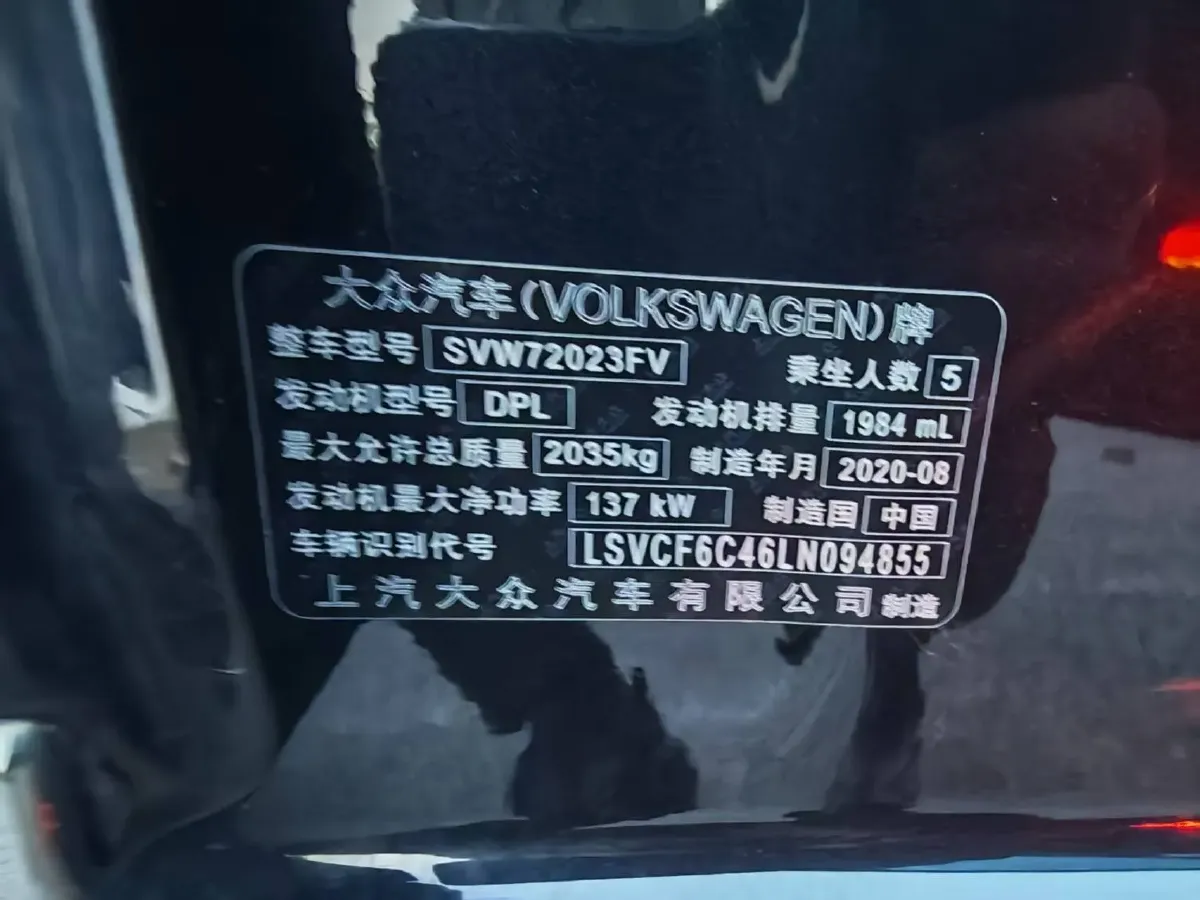 大众汽车(VOLKSWAGEN)牌
整车型号 SVW72023FV 乘坐人数 5
发动机型号 DPL 发动机排量 1984 mL
最大允许总质量 2035kg 制造年月 2020-08
发动机最大净功率 137 kW 制造国 中国
车辆识别代号 LSVCF6C46LN094855
上汽大众汽车有限公司 制造